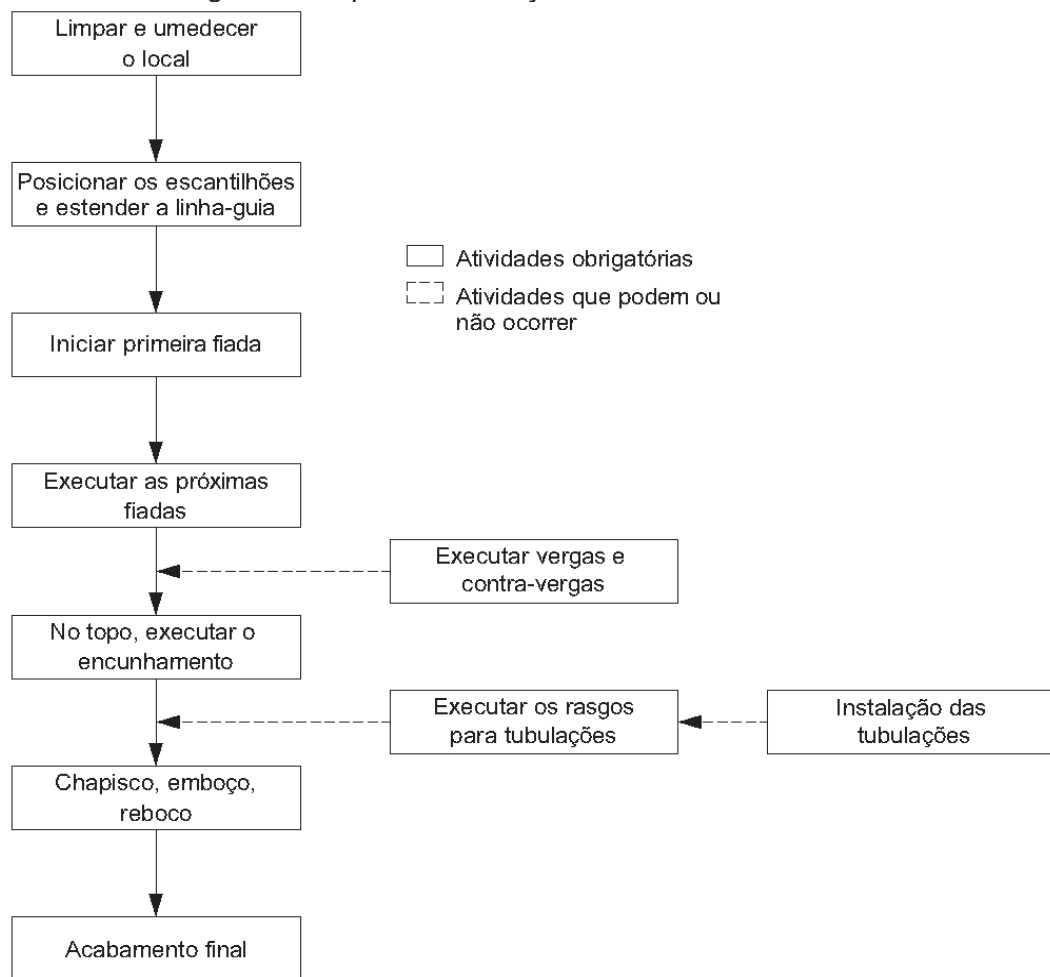 Limpar e umedecer
o local
Posicionar os escantilhões
e estender a linha-guia
Atividades obrigatórias
Atividades que podem ou
não ocorrer
Iniciar primeira fiada
Executar as próximas
fiadas
Executar vergas e
contra-vergas
No topo, executar o
encunhamento
Executar os rasgos
para tubulações
Instalação das
tubulações
Chapisco, emboço,
reboco
Acabamento final